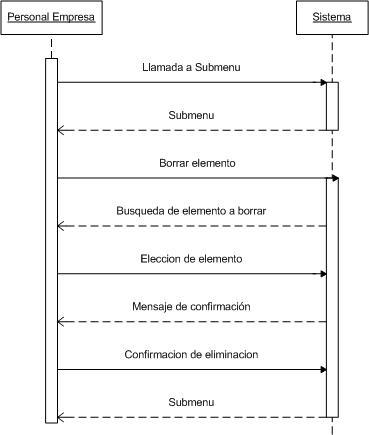 Personal Empresa
Sistema
Llamada a Submenu
Submenu
Borrar elemento
Busqueda de elemento a borrar
Eleccion de elemento
Mensaje de confirmación
Confirmacion de eliminacion
Submenu